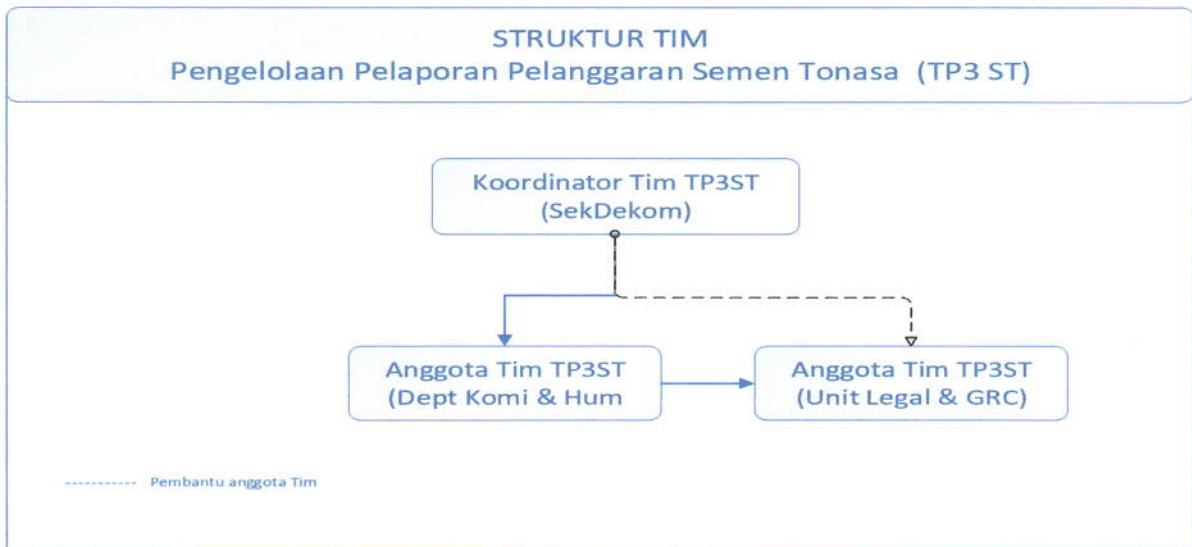 STRUKTUR TIM
Pengelolaan Pelaporan Pelanggaran Semen Tonasa (TP3 ST)
Koordinator Tim TP3ST
(SekDekom)
Anggota Tim TP3ST
(Dept Komi & Hum
Anggota Tim TP3ST
(Unit Legal & GRC)
Pembantu anggota Tim